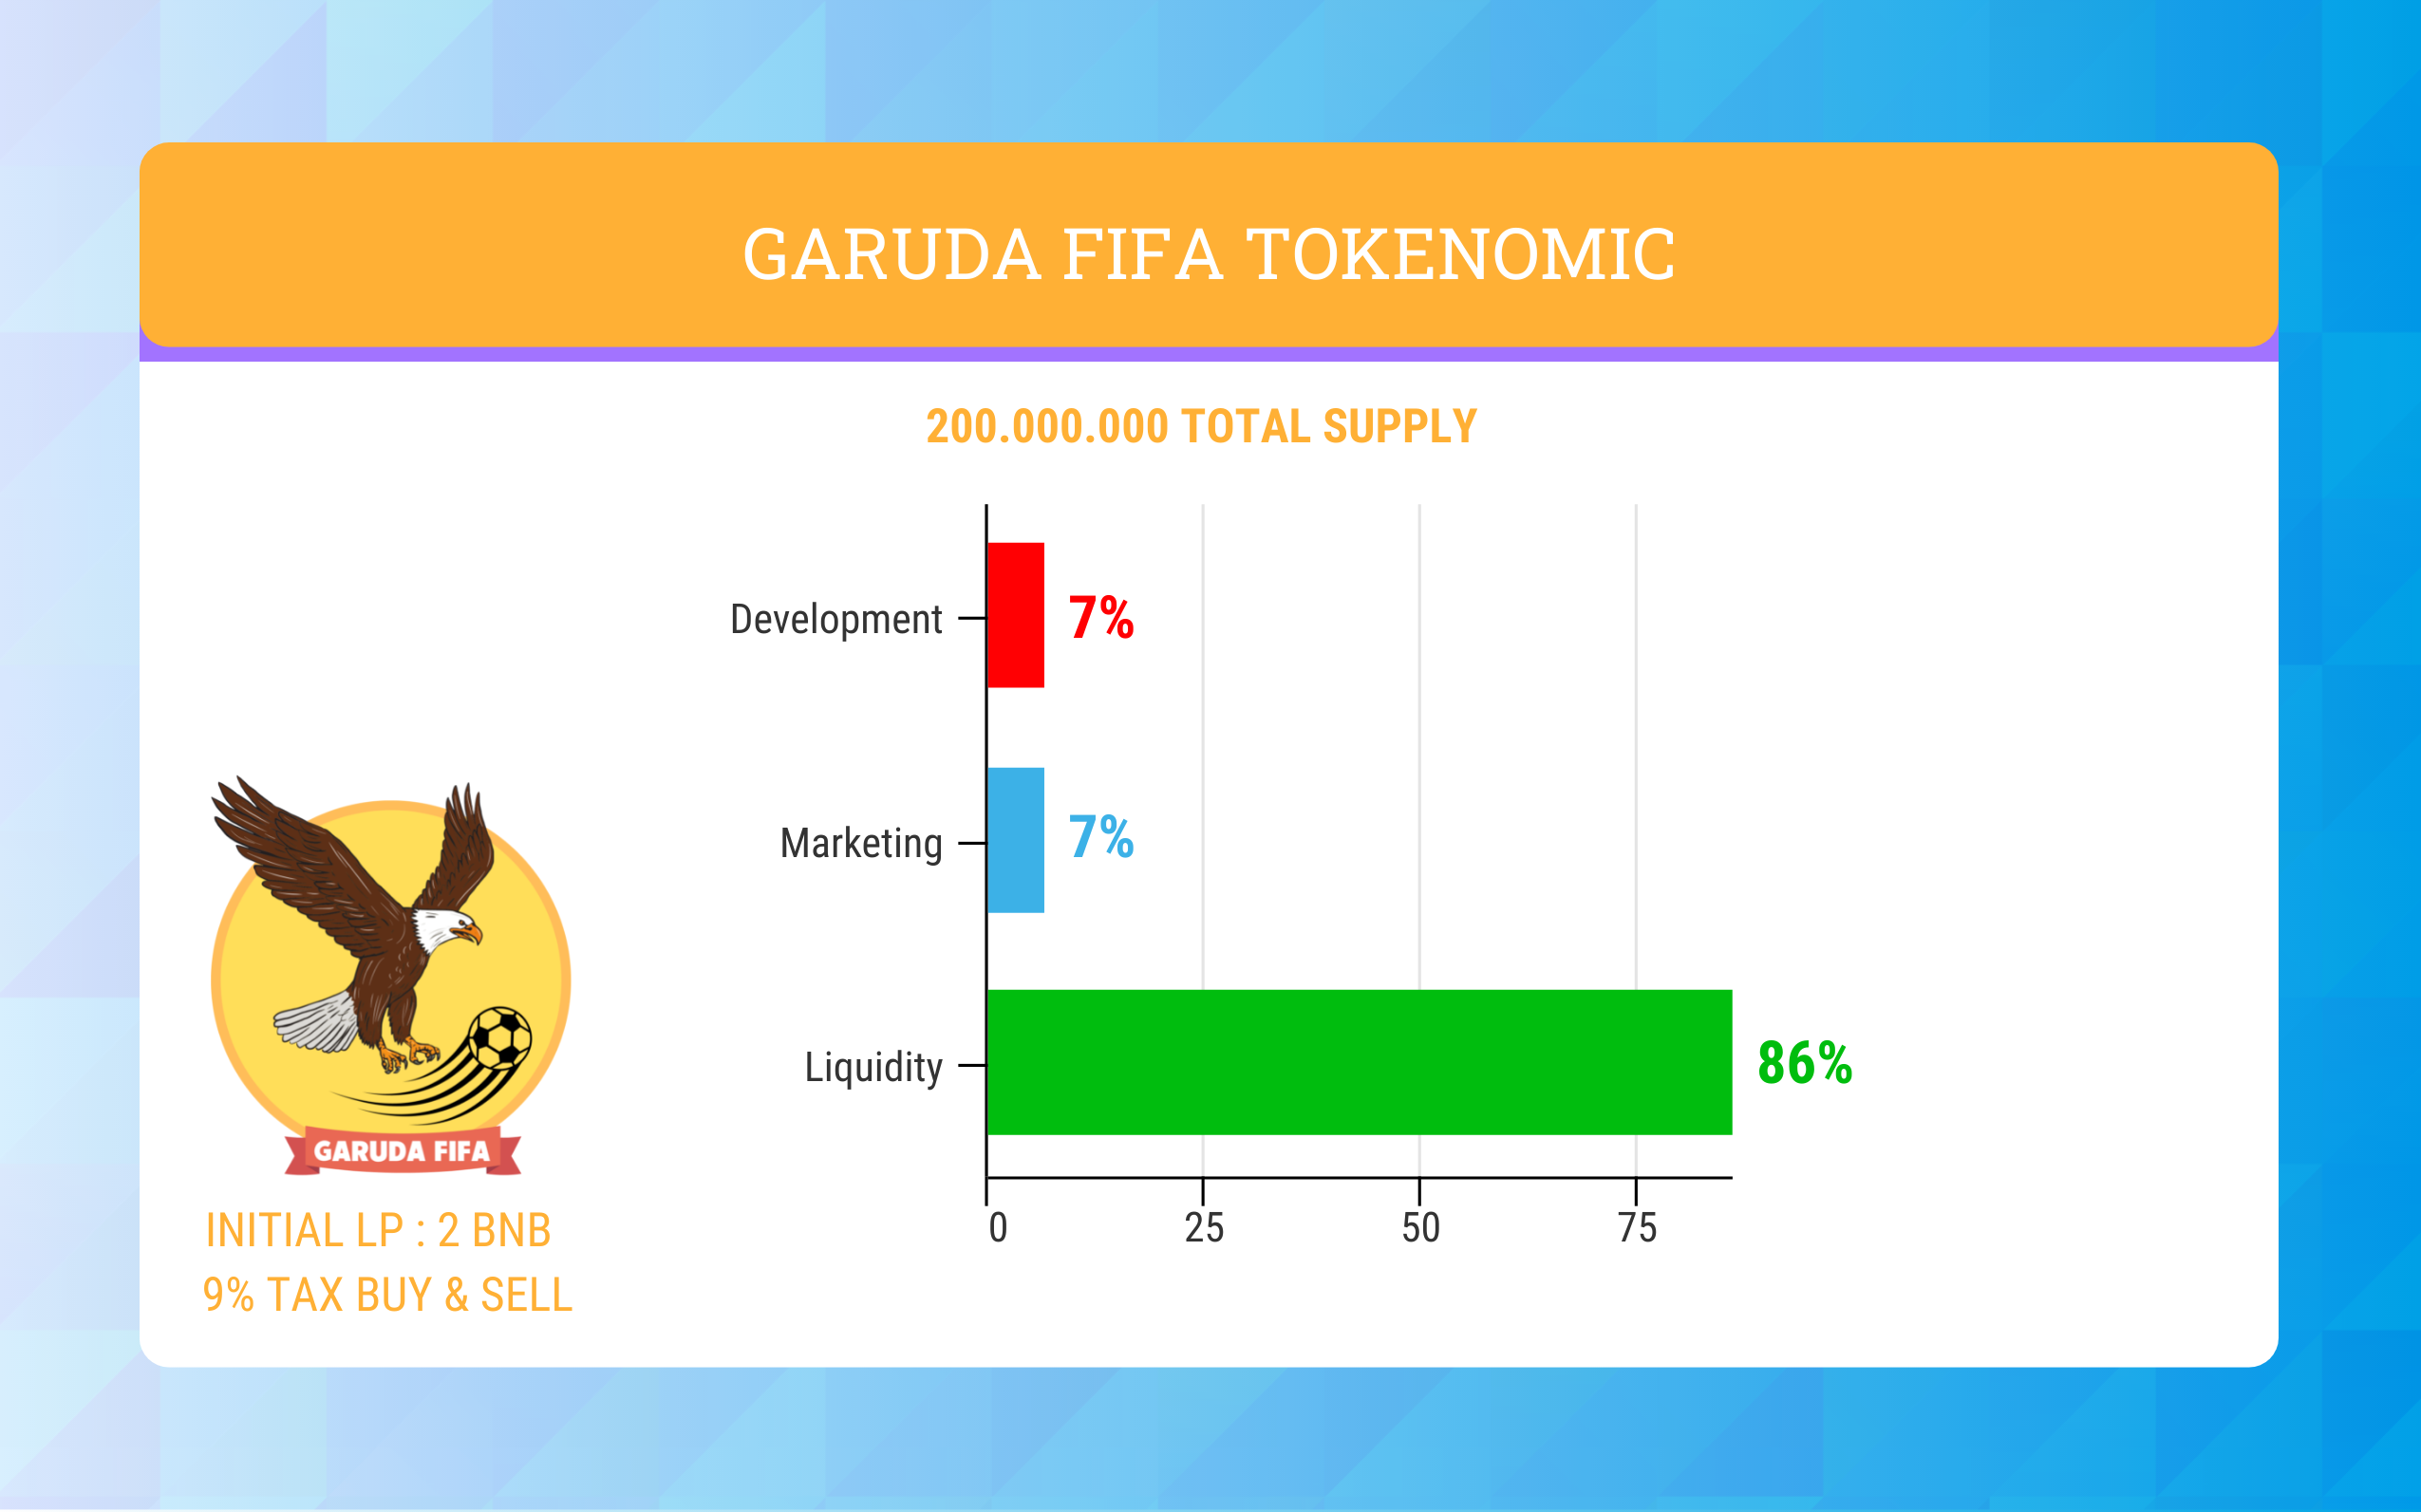 GARUDA FIFA TOKENOMIC
200.000.000 TOTAL SUPPLY
Development 7%
Marketing 7%
Liquidity 86%
0 25 50 75
GARUDA FIFA
INITIAL LP : 2 BNB
9% TAX BUY & SELL